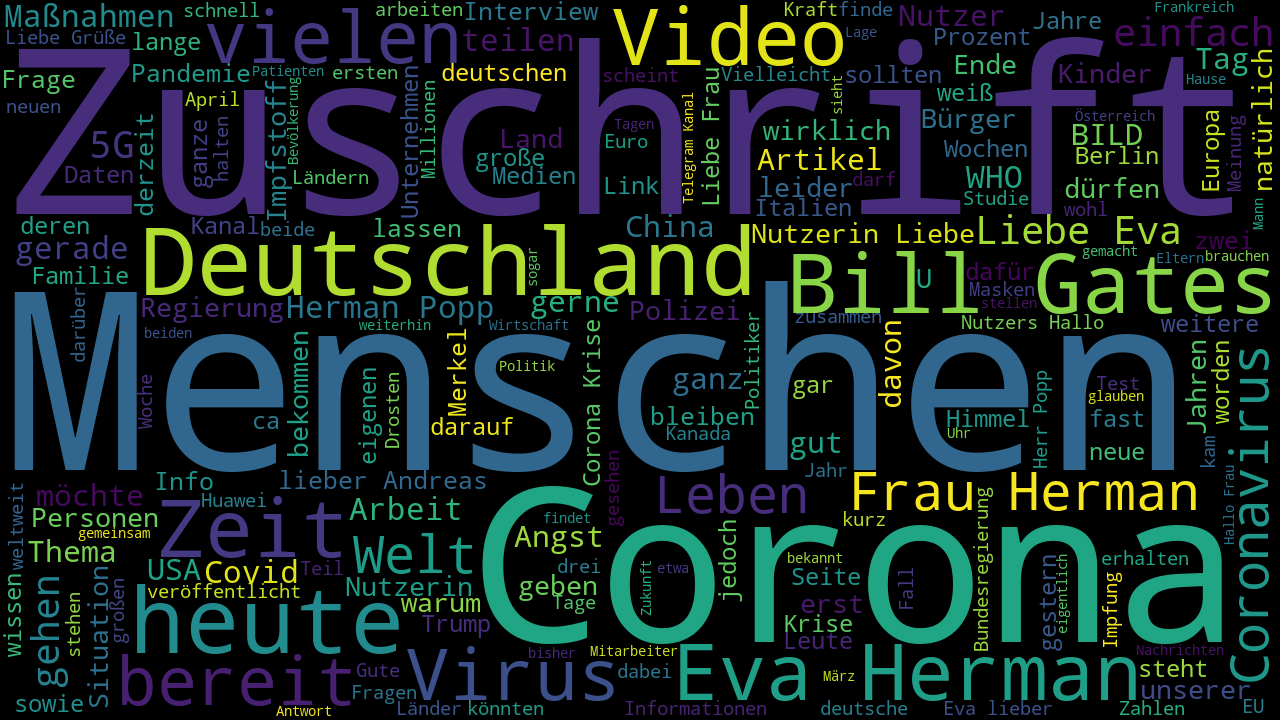 Maßnahmen
schnell
arbeiten
Interview
Video
Kraft
finde
Nutzer
Jahre
Frankreich
Liebe Grüße
lange
vielen
teilen
Lage
Prozent
einfach
Zuschrift
Frage
Pandemie
Patienten
ersten
deutschen
scheint
Vielleicht
sollten
Ende
Kinder
Tag
Hause
neuen
April
Impfstoff
Bevölkerung
Unternehmen
Millionen
Tagen
Telegram Kanal
Liebe Frau
sieht
weiß
Bürger
Österreich
Europa
Meinung
natürlich
5G
derzeit
ganze
halten
Land
Euro
wirklich
BILD
Daten
Ländern
große
Medien
Link
Artikel
Wochen
Berlin
leider
darf
WHO
Studie
dürfen
Italien
wohl
Mann
deren
Kanal
beide
lassen
China
Nutzerin Liebe
Liebe Eva
zwei
gerade
Deutschland
sogar
gemacht
Eltern
brauchen
Familie
Bill Gates
U
dafür
Masken
stellen
darüber
Regierung
Herman Popp
gerne
Polizei
zusammen
Nutzers Hallo
weitere
beiden
weiterhin
Wirtschaft
Menschen
Woche
bekommen
eigenen
Drosten
Merkel
Politik
Corona Krise
ganz
Politiker
gar
davon
Test
glauben
Jahren
worden
Coronavirus
ca
darauf
bleiben
Kanada
Himmel
Uhr
Herr Popp
fast
gut
neue
Jahr
kam
Info
lieber Andreas
gesehen
Leben
Frau Herman
Hallo Frau
weltweit
möchte
Huawei
Personen
gemeinsam
Zeit
Arbeit
findet
Corona
kurz
Angst
jedoch
Thema
Welt
drei
bekannt
Bundesregierung
erhalten
USA
Covid
Teil
Nutzerin
geben
Zukunft
etwa
Seite
Fall
gestern
eigentlich
Impfung
wissen
gehen
stehen
Situation
großen
veröffentlicht
heute
warum
Tage
erst
Trump
Krise
Leute
Nachrichten
bereit
Gute
Virus
bisher
Mitarbeiter
dabei
Eva Herman
steht
sowie
Fragen
März
unserer
Antwort
Länder
könnten
Informationen
deutsche
Eva lieber
Zahlen
EU